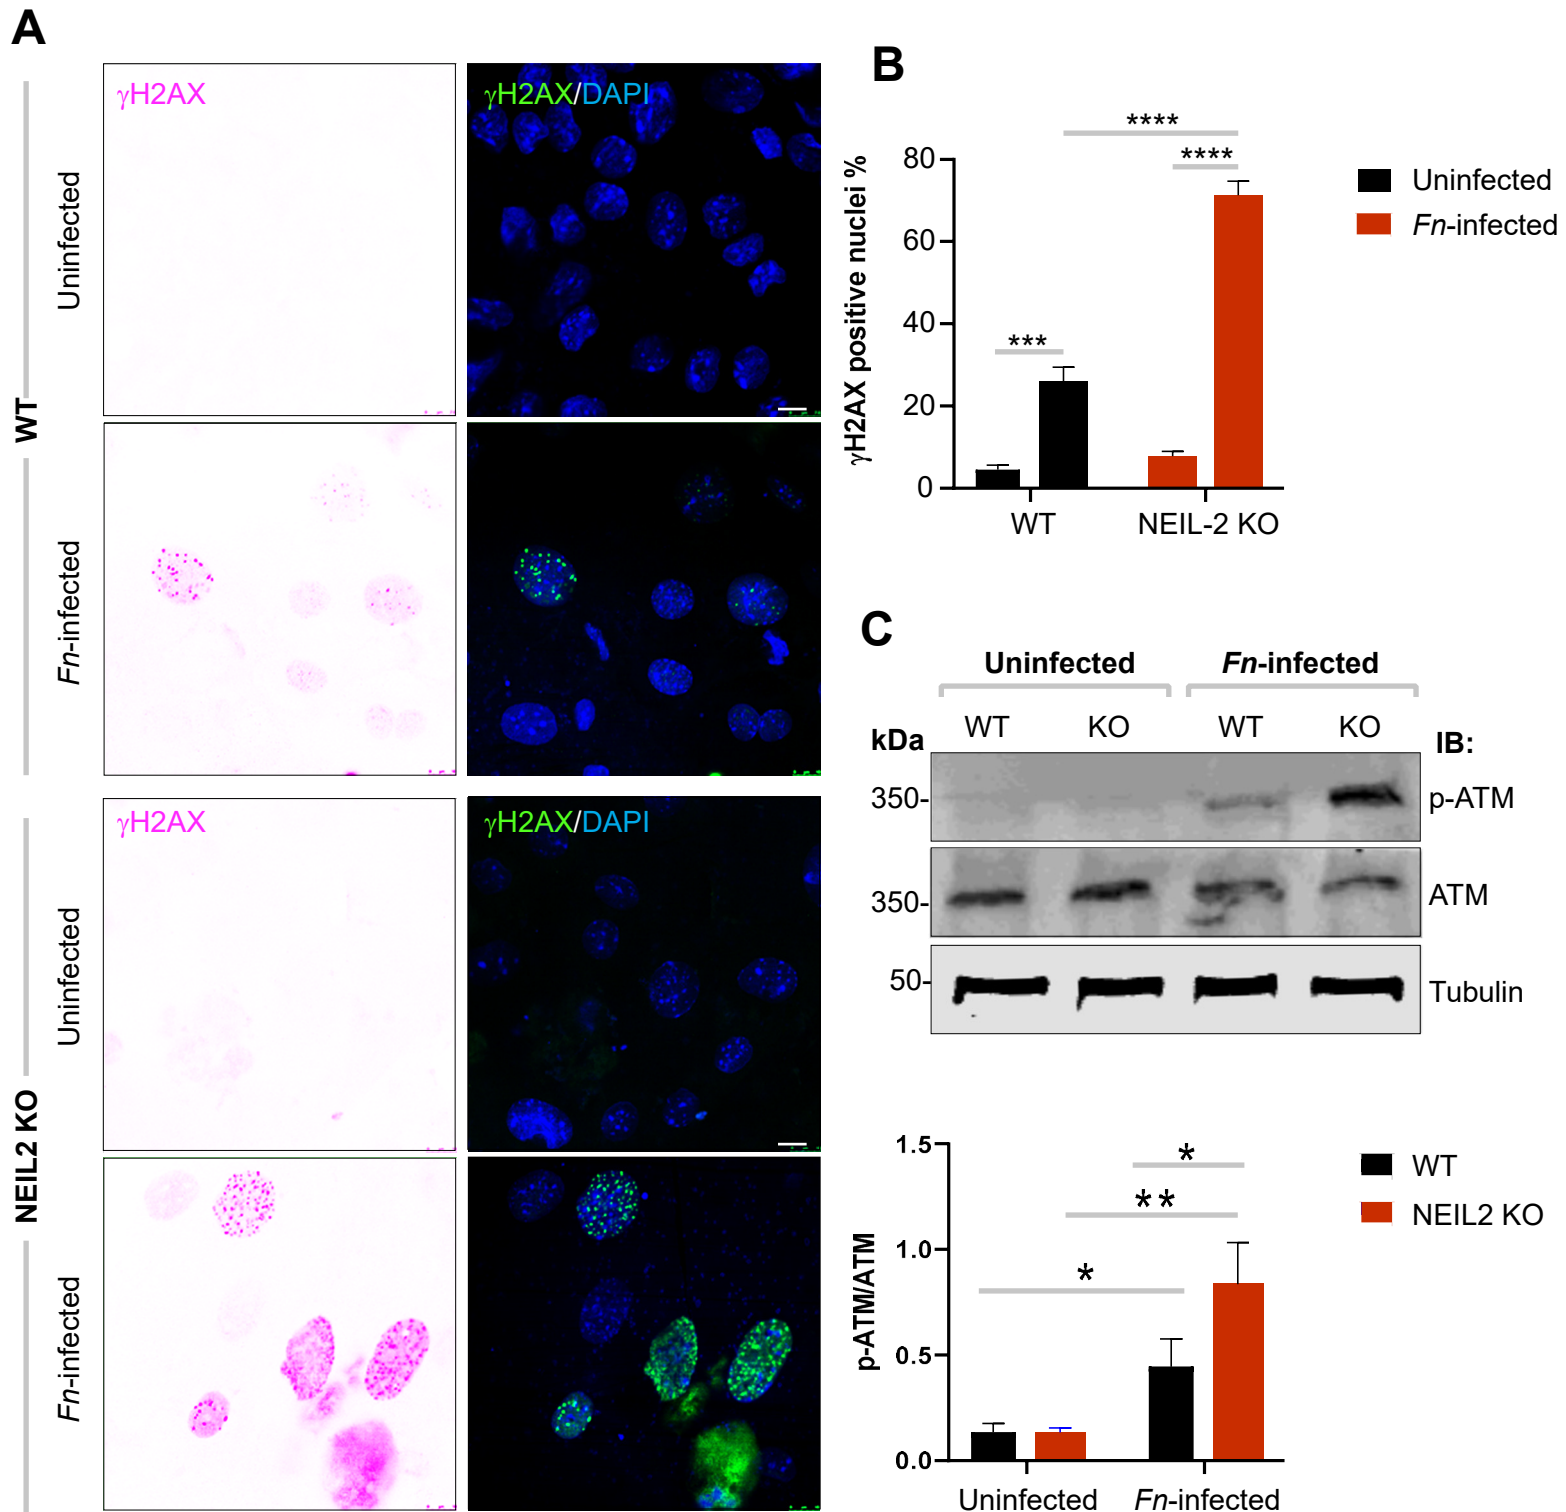 A
WT
Uninfected
γH2AX
γH2AX/DAPI
Fn-infected
NEIL2 KO
Uninfected
γH2AX
γH2AX/DAPI
Fn-infected
B
γH2AX positive nuclei %
80
60
40
20
0
****
****
***
WT
NEIL-2 KO
Uninfected
Fn-infected
C
Uninfected
Fn-infected
kDa
WT
KO
WT
KO
IB:
350-
p-ATM
350-
ATM
50-
Tubulin
p-ATM/ATM
1.5
1.0
0.5
0.0
*
**
*
Uninfected
Fn-infected
WT
NEIL2 KO